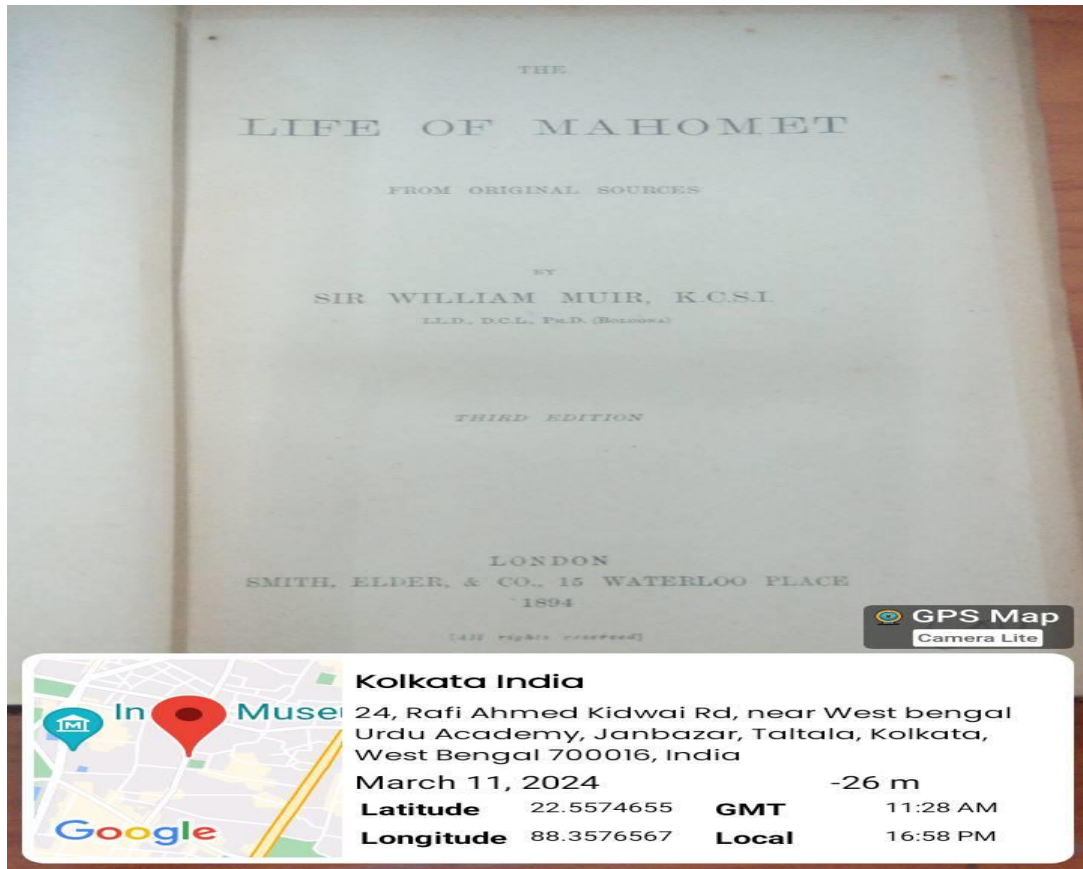 THE
LIFE OF MAHOMET
FROM ORIGINAL SOURCES
BY
SIR WILLIAM MUIR, K.C.S.I.
LL.D., D.C.L., PH.D. (BOLOGNA)
THIRD EDITION
LONDON
SMITH, ELDER, & CO., 15 WATERLOO PLACE
1894
[All rights reserved]
GPS Map
Camera Lite
In Muse
Google
Kolkata India
24, Rafi Ahmed Kidwai Rd, near West bengal
Urdu Academy, Janbazar, Taltala, Kolkata,
West Bengal 700016, India
March 11, 2024 -26 m
Latitude 22.5574655 GMT 11:28 AM
Longitude 88.3576567 Local 16:58 PM